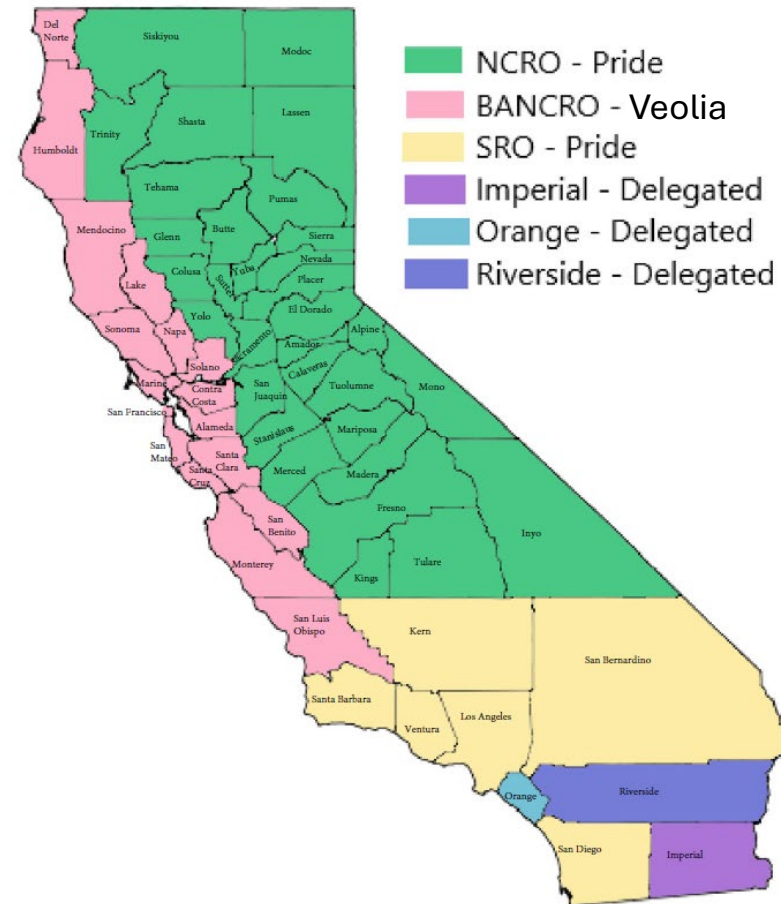 NCRO - Pride
BANCRO - Veolia
SRO - Pride
Imperial - Delegated
Orange - Delegated
Riverside - Delegated
Del
Norte
Siskiyou
Modoc
Humboldt
Trinity
Shasta
Lassen
Tehama
Pumas
Mendocino
Glenn
Butte
Sierra
Colusa
Sutter
Yuba
Nevada
Placer
Lake
Yolo
El Dorado
Sonoma
Napa
Sacramento
Amador
Alpine
Solano
Calaveras
Mono
Marine
Contra
Costa
San
Juaquin
Tuolumne
San Francisco
Alameda
Stanislaus
Mariposa
San
Mateo
Santa
Clara
Santa
Cruz
Merced
Madera
San
Benito
Fresno
Inyo
Monterey
Kings
Tulare
San Luis
Obispo
Kern
San Bernardino
Santa Barbara
Ventura
Los Angeles
Orange
Riverside
San Diego
Imperial